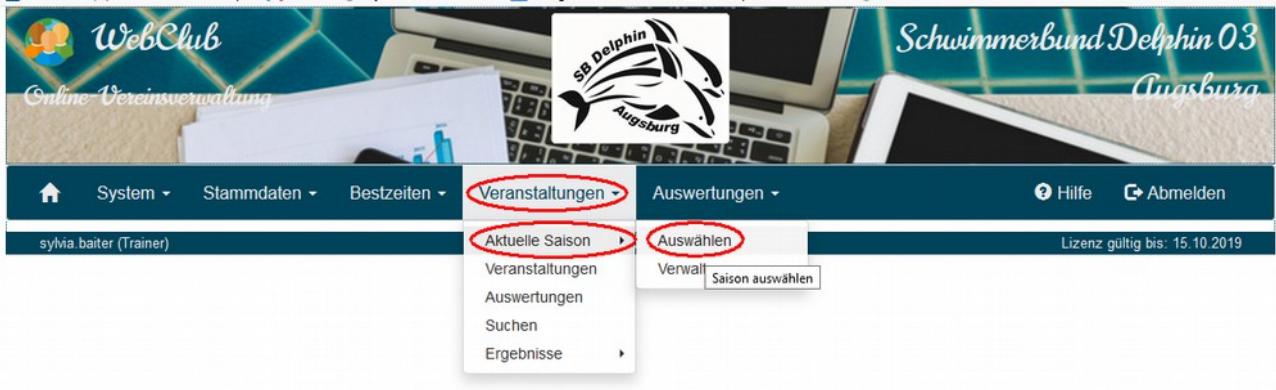 WebClub
Online-Vereinsverwaltung
SB Delphin
Augsburg
Schwimmerbund Delphin 03
Augsburg
System
Stammdaten
Bestzeiten
Veranstaltungen
Auswertungen
Hilfe
Abmelden
sylvia.baiter (Trainer)
Lizenz gültig bis: 15.10.2019
Aktuelle Saison
Veranstaltungen
Auswertungen
Suchen
Ergebnisse
Auswählen
Verwalt
Saison auswählen